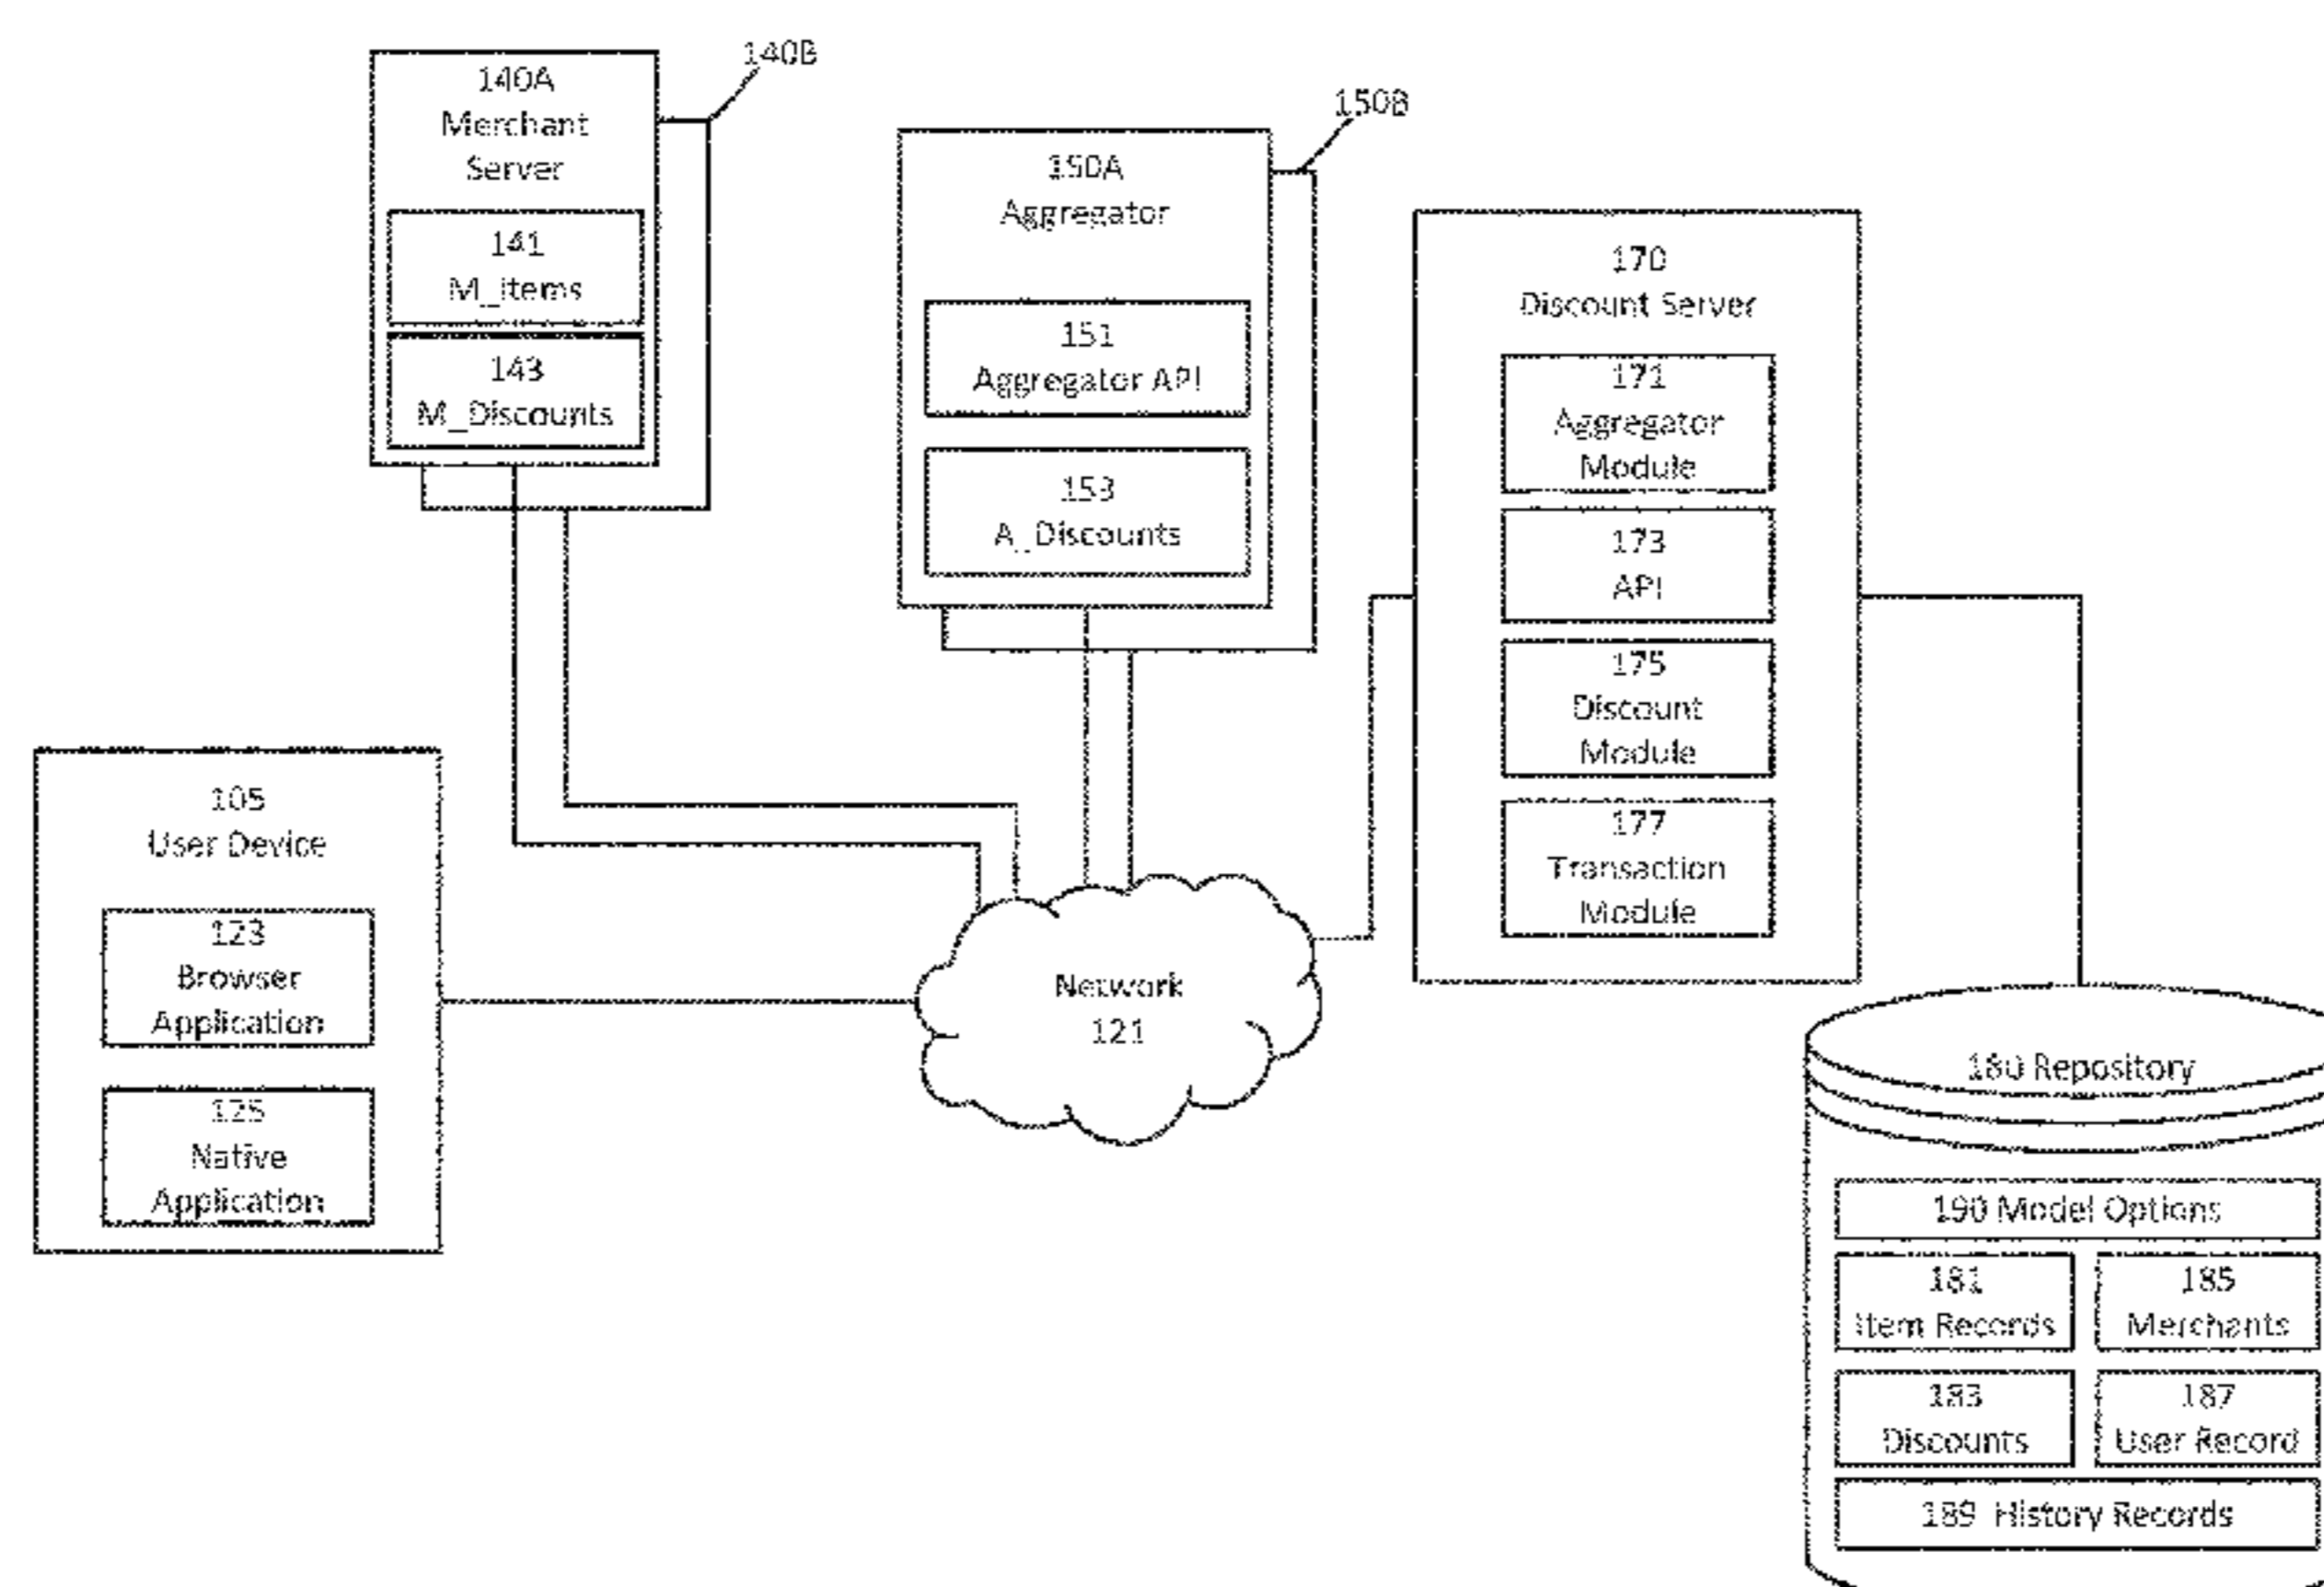 140B
140A
Merchant
Server
141
M_Items
143
M_Discounts
150B
150A
Aggregator
151
Aggregator API
153
A_Discounts
170
Discount Server
171
Aggregator
Module
173
API
175
Discount
Module
177
Transaction
Module
105
User Device
123
Browser
Application
125
Native
Application
Network
121
180 Repository
190 Model Options
181
Item Records
185
Merchants
183
Discounts
187
User Record
189 History Records